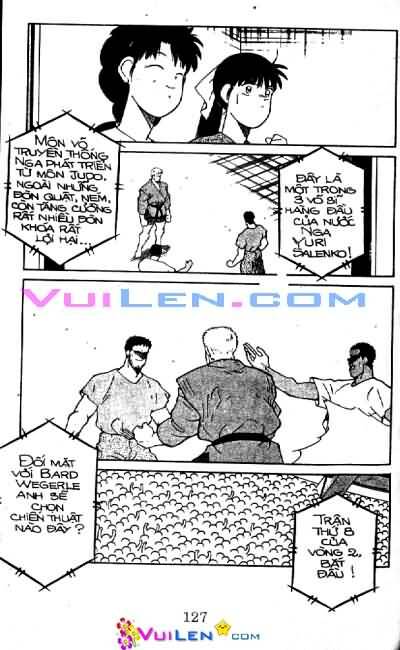 MÔN VÕ
TRUYỀN THỐNG
NGA PHÁT TRIỂN
TỪ MÔN JUDO,
NGOÀI NHỮNG
ĐÒN QUẬT, NÉM,
CÒN TĂNG CƯỜNG
RẤT NHIỀU ĐÒN
KHÓA RẤT
LỢI HẠI...
ĐÂY LÀ
MỘT TRONG
3 VÕ SĨ
HÀNG ĐẦU
CỦA NƯỚC
NGA
YURI
SALENKO!
VUILEN.COM
ĐỐI MẶT
VỚI BARD
WEGERLE
ANH SẼ
CHỌN
CHIẾN THUẬT
NÀO ĐÂY?
TRẬN
THỨ 8
CỦA
VÒNG 2,
BẮT
ĐẦU!
127
VUILEN.COM